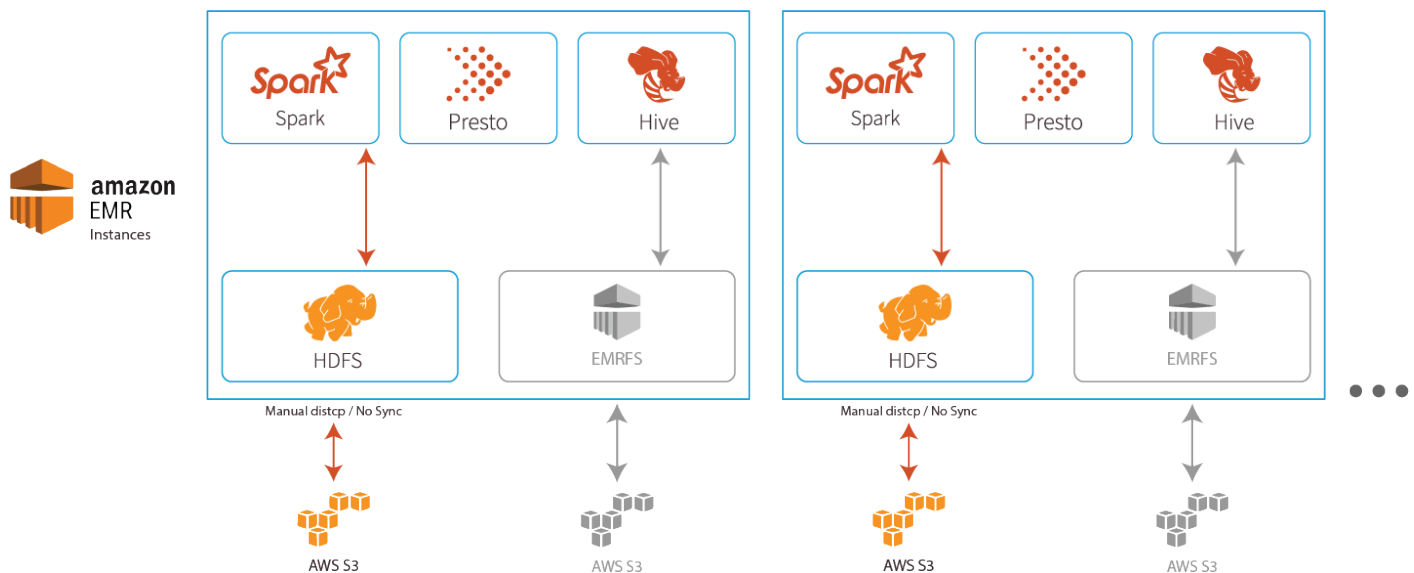 Spark
Spark
Presto
Hive
Spark
Spark
Presto
Hive
amazon
EMR
Instances
HDFS
EMRFS
HDFS
EMRFS
Manual distcp / No Sync
Manual distcp / No Sync
AWS S3
AWS S3
AWS S3
AWS S3